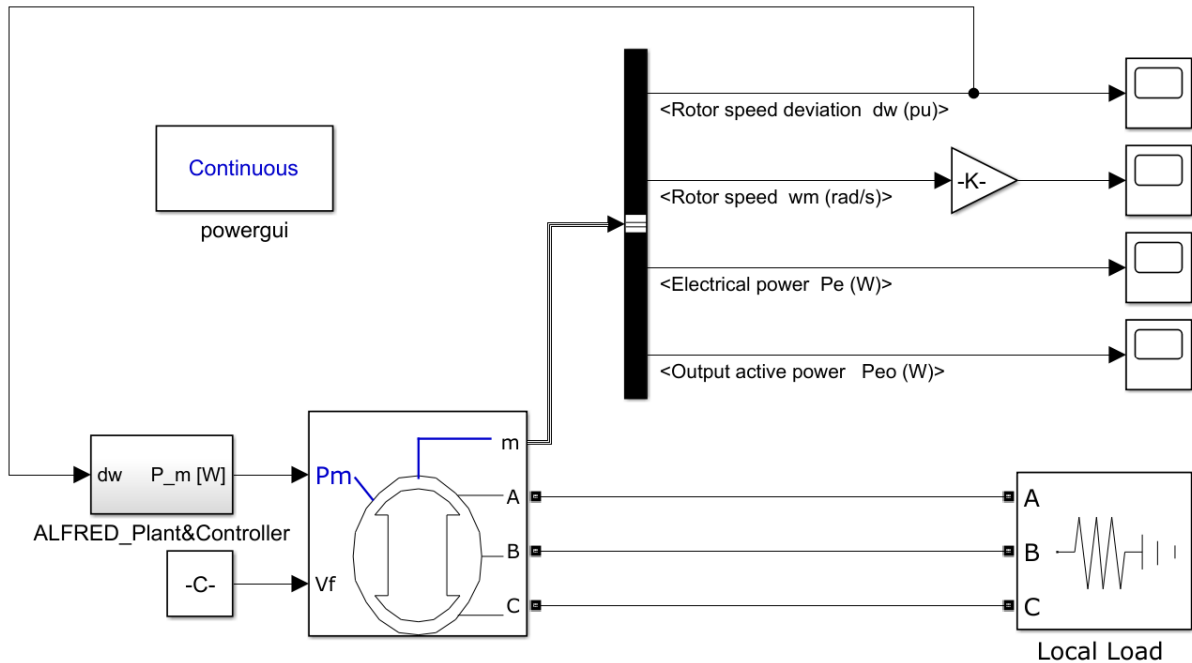 <Rotor speed deviation dw (pu)>
Continuous
powergui
<Rotor speed wm (rad/s)>
-K-
<Electrical power Pe (W)>
<Output active power Peo (W)>
dw P_m [W]
ALFRED_Plant&Controller
-C-
Pm
Vf
m
A
B
C
A
B
C
Local Load